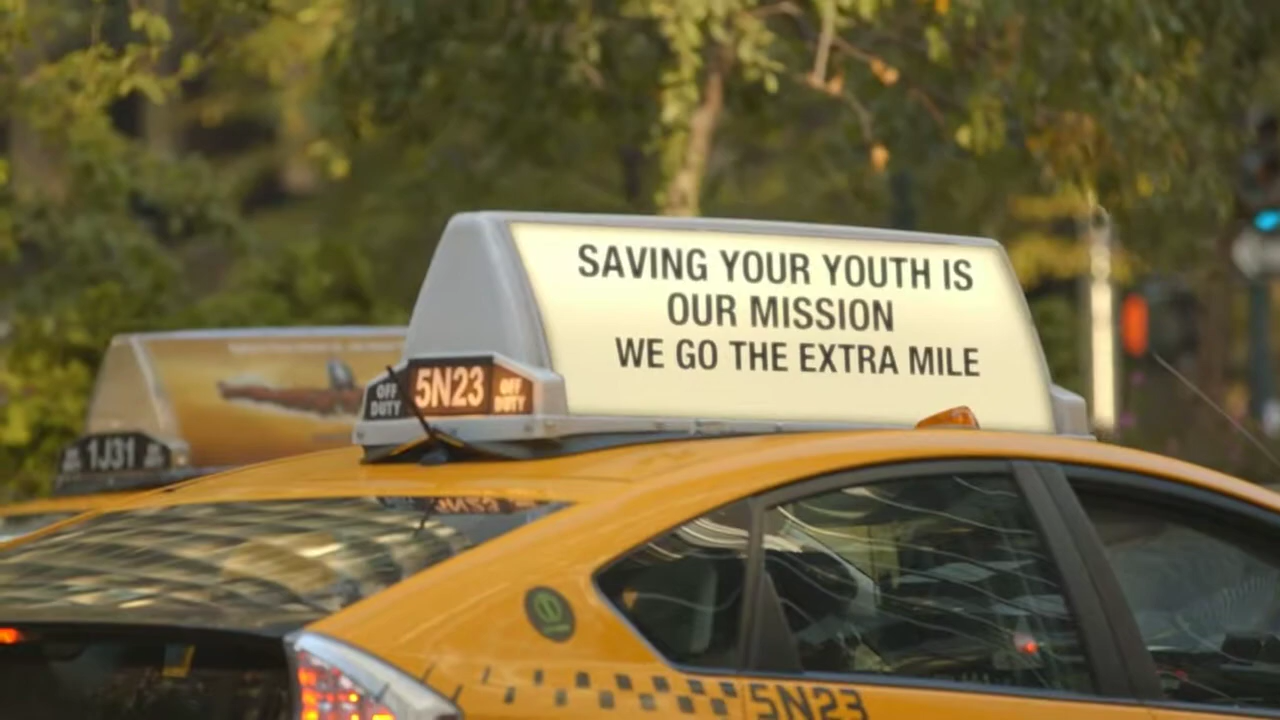 SAVING YOUR YOUTH IS
OUR MISSION
WE GO THE EXTRA MILE
OFF DUTY
5N23
OFF DUTY
1J31
5N23